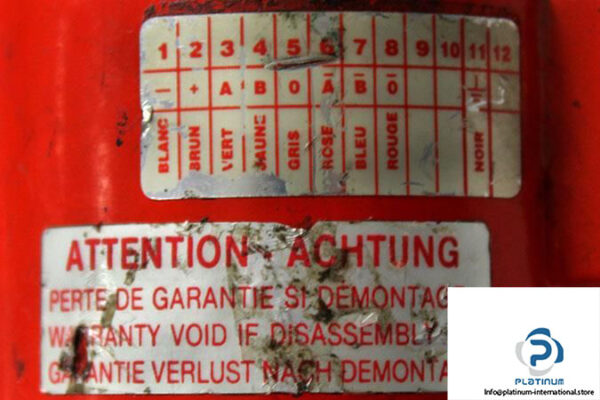 1 2 3 4 5 6 7 8 9 10 11 12
— + A B 0 A̅ B̅ 0̅ ⏚
BLANC BRUN VERT JAUNE GRIS ROSE BLEU ROUGE NOIR
ATTENTION - ACHTUNG
PERTE DE GARANTIE SI DEMONTAG
WARRANTY VOID IF DISASSEMBL
GARANTIE VERLUST NACH DEMONTA
PLATINUM
Info@platinum-international.store